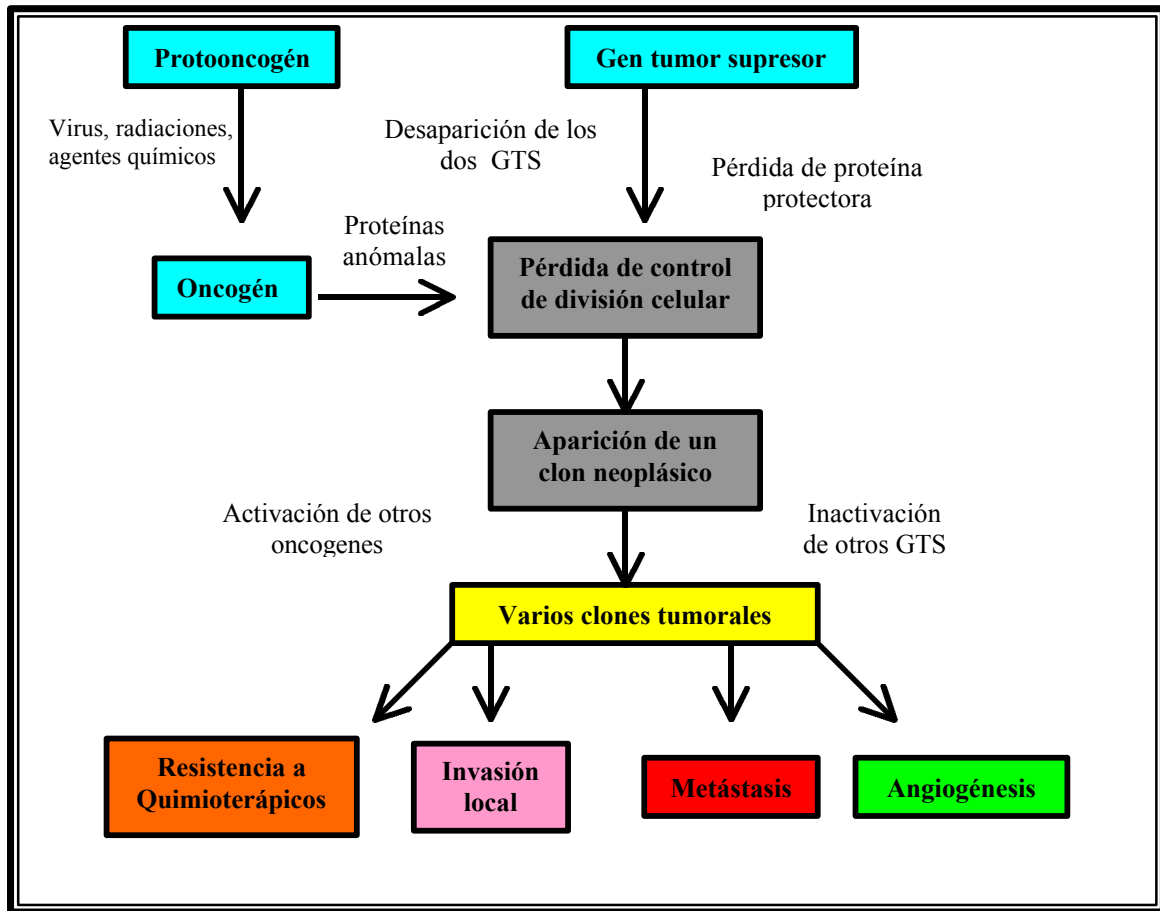 Protooncogén
Gen tumor supresor
Virus, radiaciones,
agentes químicos
Desaparición de los
dos GTS
Pérdida de proteína
protectora
Proteínas
anómalas
Oncogén
Pérdida de control
de división celular
Aparición de un
clon neoplásico
Activación de otros
oncogenes
Inactivación
de otros GTS
Varios clones tumorales
Resistencia a
Quimioterápicos
Invasión
local
Metástasis
Angiogénesis